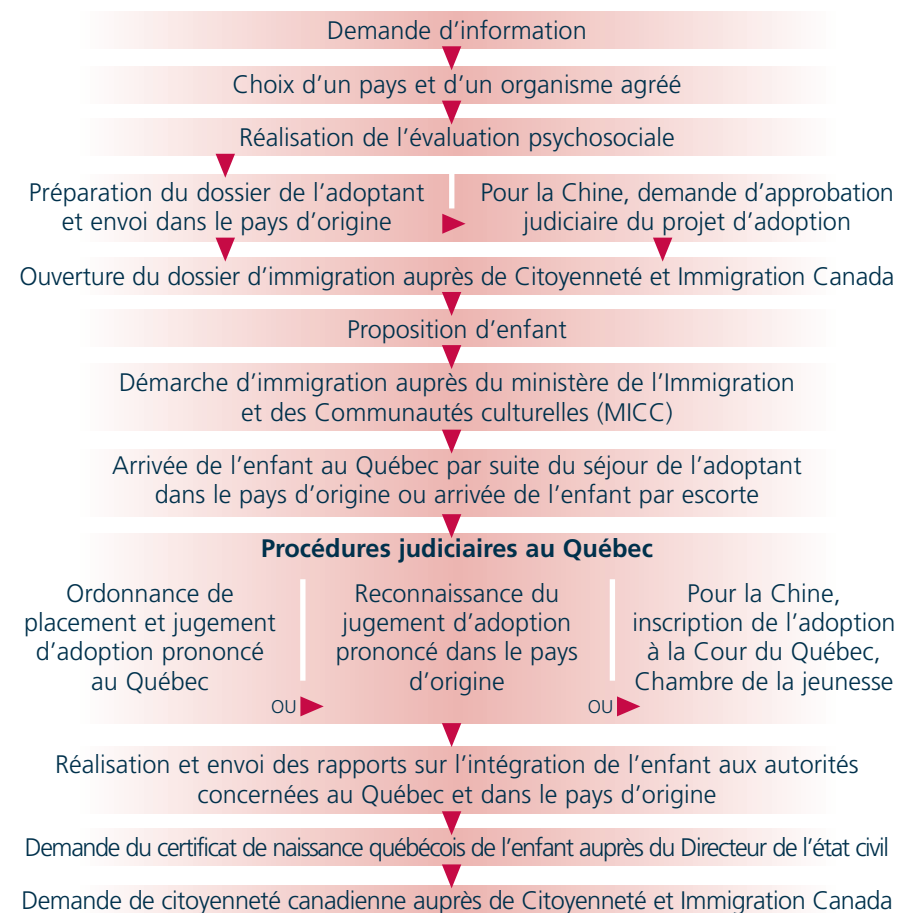 Demande d’information
Choix d’un pays et d’un organisme agréé
Réalisation de l’évaluation psychosociale
Préparation du dossier de l’adoptant
et envoi dans le pays d’origine
Pour la Chine, demande d’approbation
judiciaire du projet d’adoption
Ouverture du dossier d’immigration auprès de Citoyenneté et Immigration Canada
Proposition d’enfant
Démarche d’immigration auprès du ministère de l’Immigration
et des Communautés culturelles (MICC)
Arrivée de l’enfant au Québec par suite du séjour de l’adoptant
dans le pays d’origine ou arrivée de l’enfant par escorte
Procédures judiciaires au Québec
Ordonnance de
placement et jugement
d’adoption prononcé
au Québec
OU
Reconnaissance du
jugement d’adoption
prononcé dans le pays
d’origine
OU
Pour la Chine,
inscription de l’adoption
à la Cour du Québec,
Chambre de la jeunesse
Réalisation et envoi des rapports sur l’intégration de l’enfant aux autorités
concernées au Québec et dans le pays d’origine
Demande du certificat de naissance québécois de l’enfant auprès du Directeur de l’état civil
Demande de citoyenneté canadienne auprès de Citoyenneté et Immigration Canada